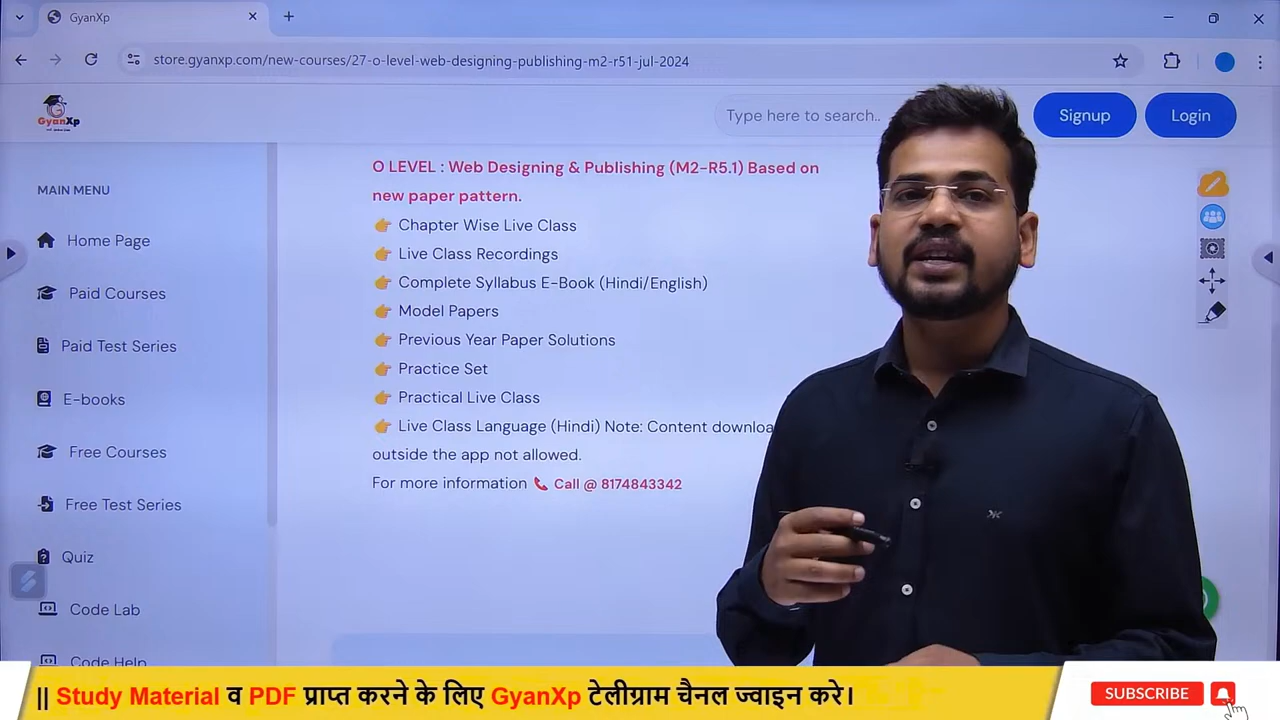 GyanXp
store.gyanxp.com/new-courses/27-o-level-web-designing-publishing-m2-r51-jul-2024
GyanXp
Type here to search..
Signup
Login
MAIN MENU
Home Page
Paid Courses
Paid Test Series
E-books
Free Courses
Free Test Series
Quiz
Code Lab
Code Help
O LEVEL : Web Designing & Publishing (M2-R5.1) Based on
new paper pattern.
👉 Chapter Wise Live Class
👉 Live Class Recordings
👉 Complete Syllabus E-Book (Hindi/English)
👉 Model Papers
👉 Previous Year Paper Solutions
👉 Practice Set
👉 Practical Live Class
👉 Live Class Language (Hindi) Note: Content downloa
outside the app not allowed.
For more information 📞 Call @ 8174843342
|| Study Material व PDF प्राप्त करने के लिए GyanXp टेलीग्राम चैनल ज्वाइन करे।
SUBSCRIBE